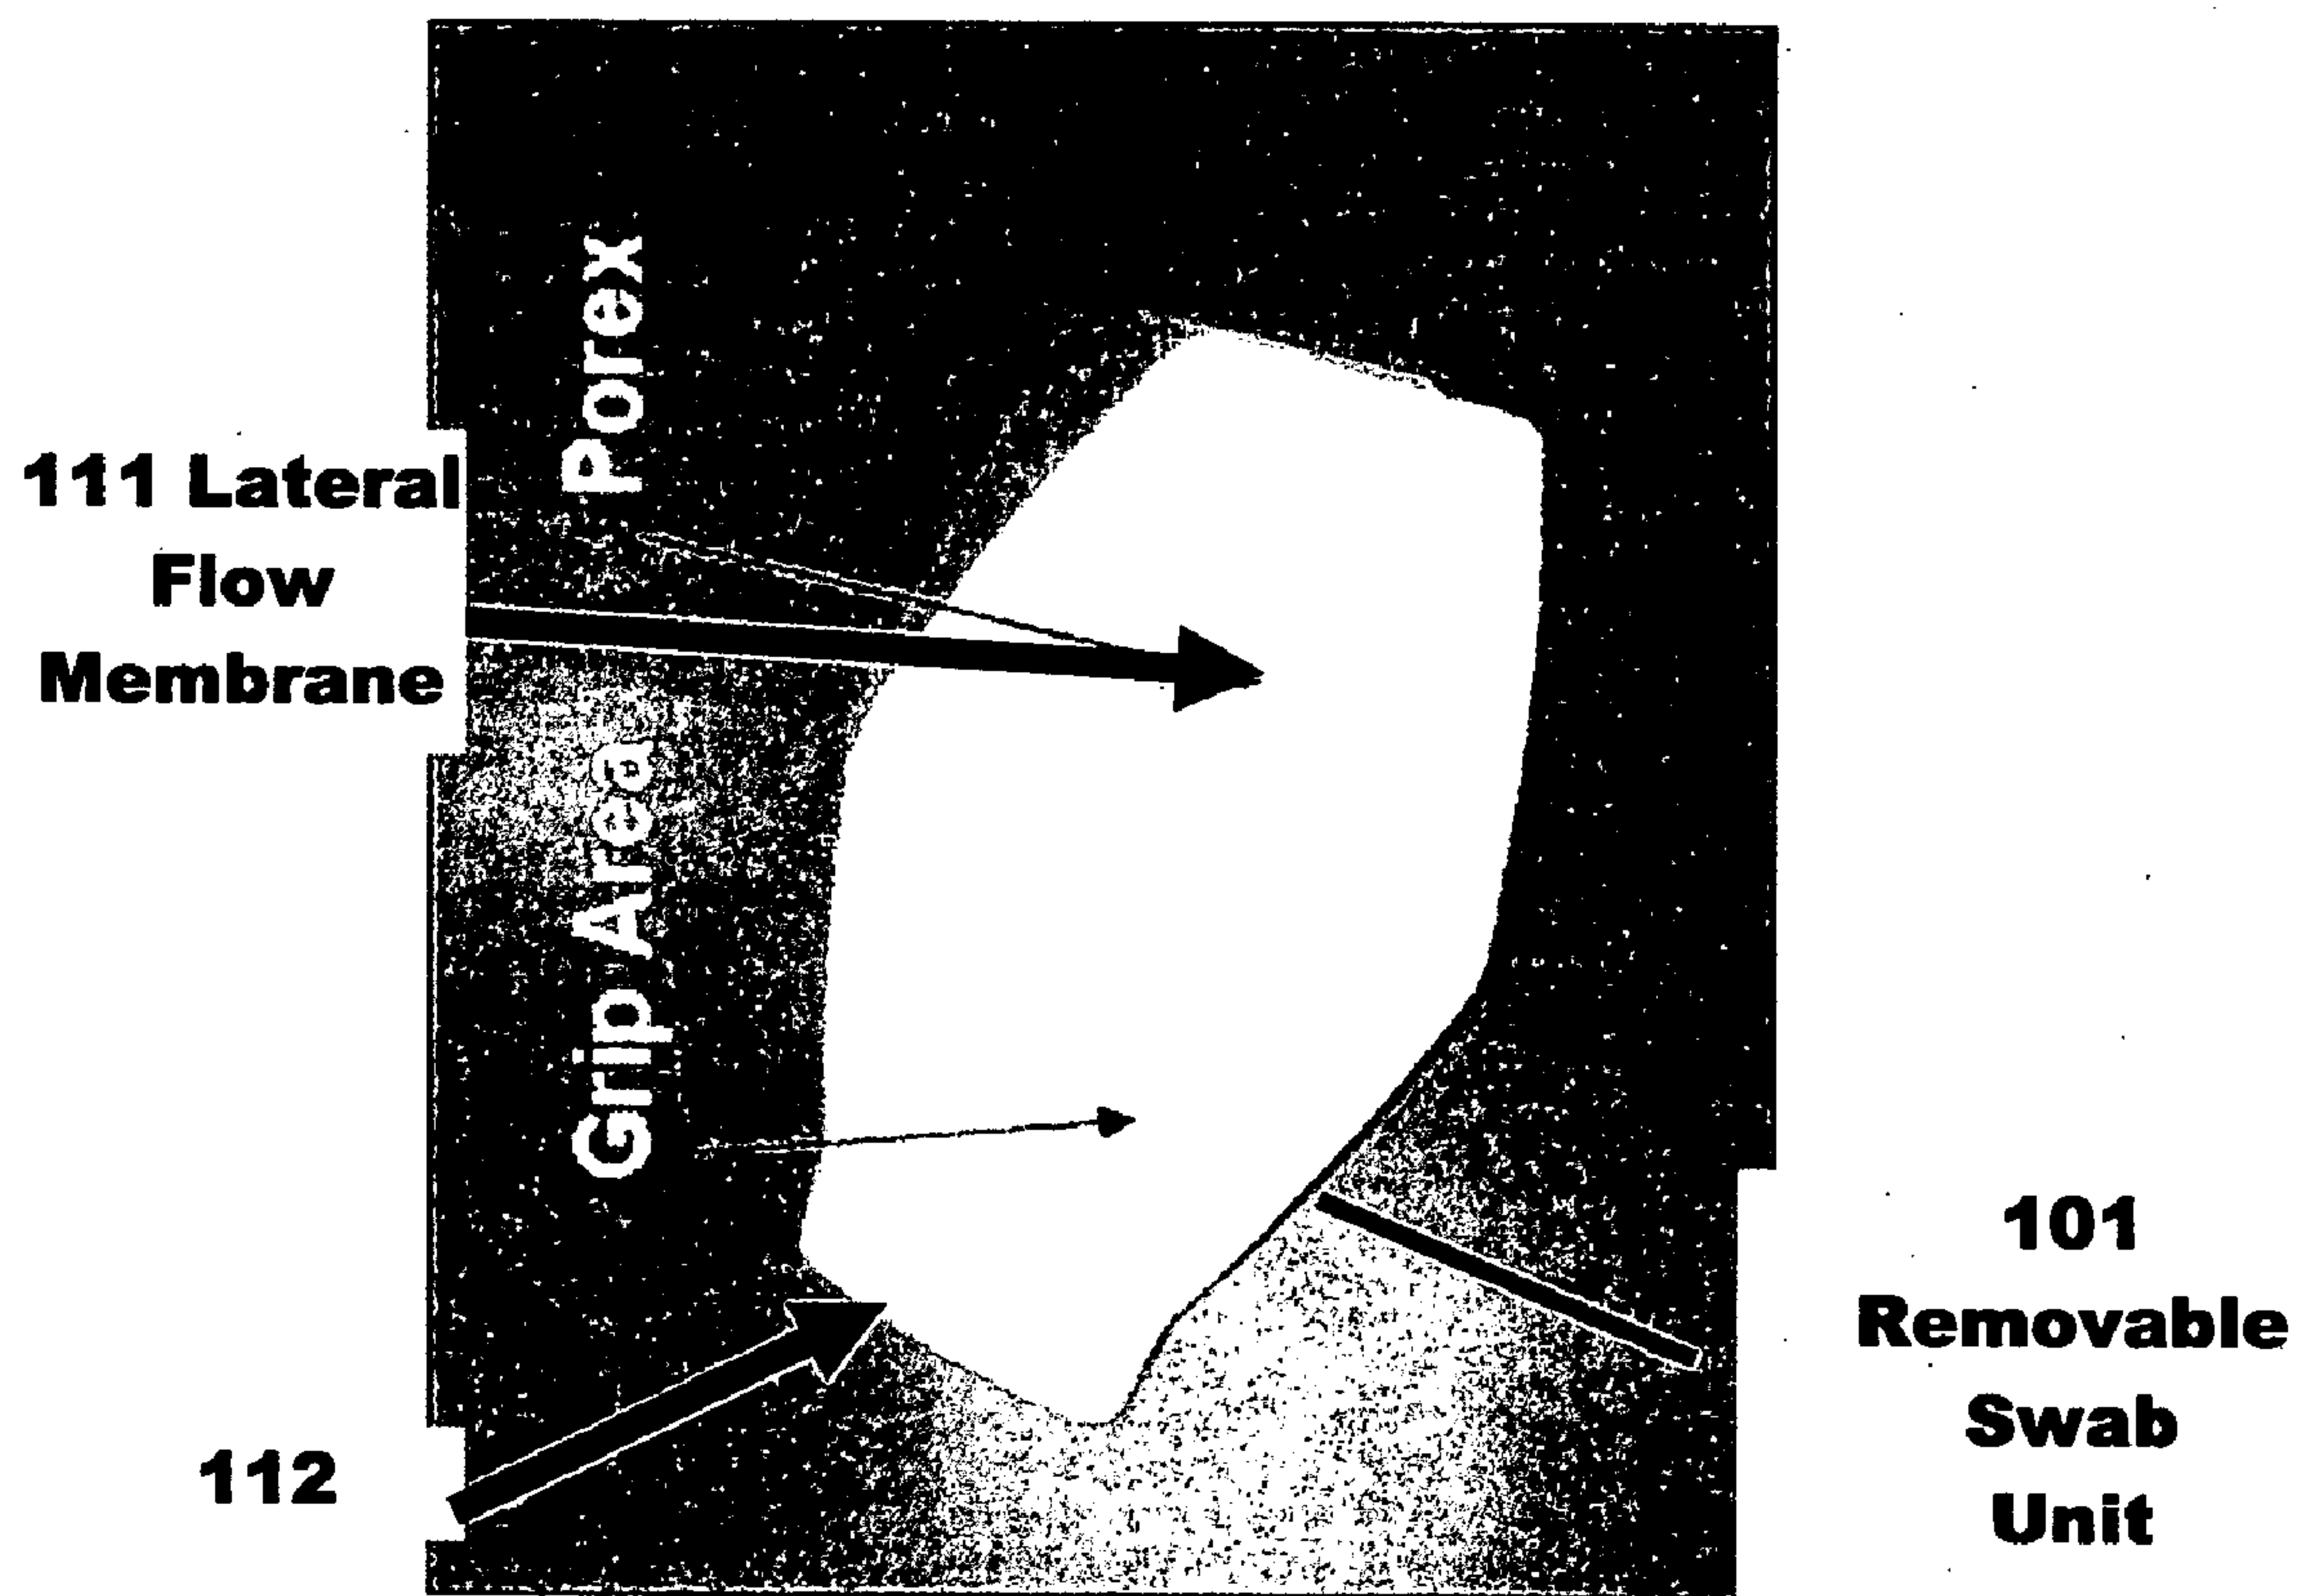 Porex
111 Lateral
Flow
Membrane
Grip Area
101
Removable
Swab
Unit
112